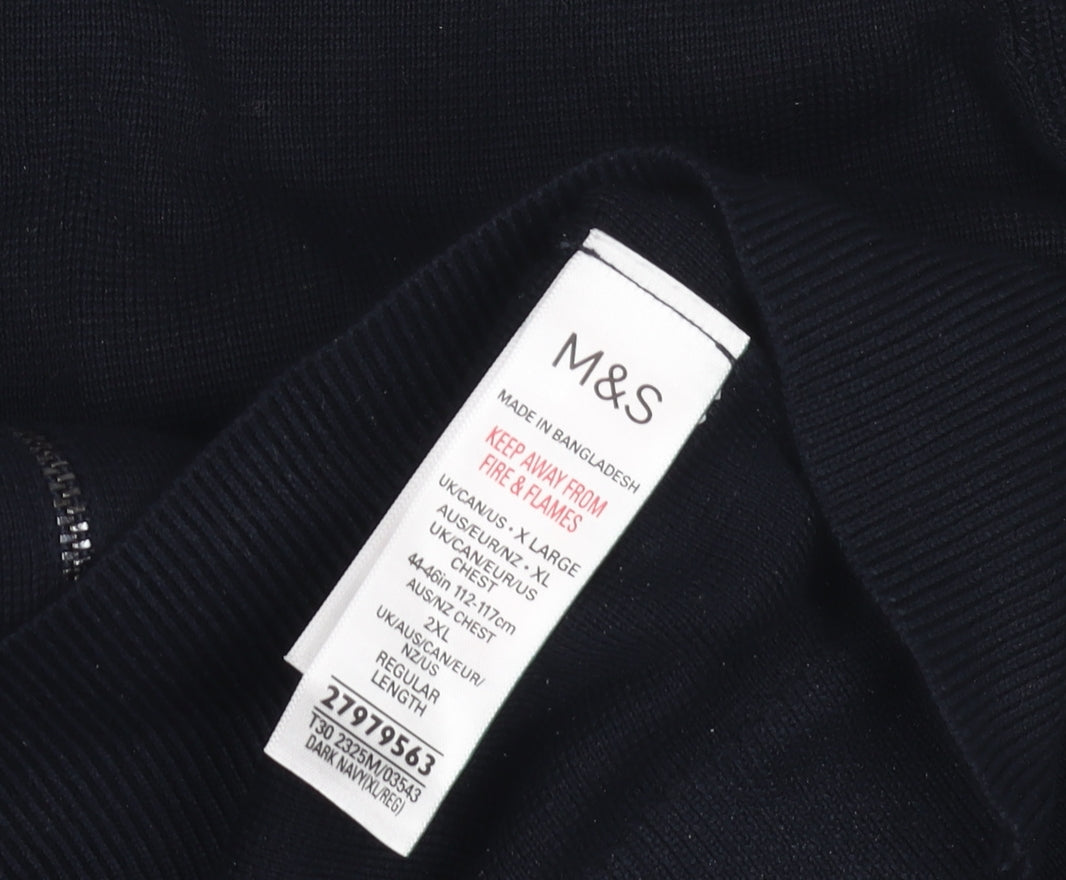 M&S
MADE IN BANGLADESH
KEEP AWAY FROM
FIRE & FLAMES
UK/CAN/US • X LARGE
AUS/EUR/NZ • XL
UK/CAN/EUR/US
CHEST
44-46in 112-117cm
AUS/NZ CHEST
2XL
UK/AUS/CAN/EUR/
NZ/US
REGULAR
LENGTH
27979563
T30 2325M/03543
DARK NAVY(XL/REG)